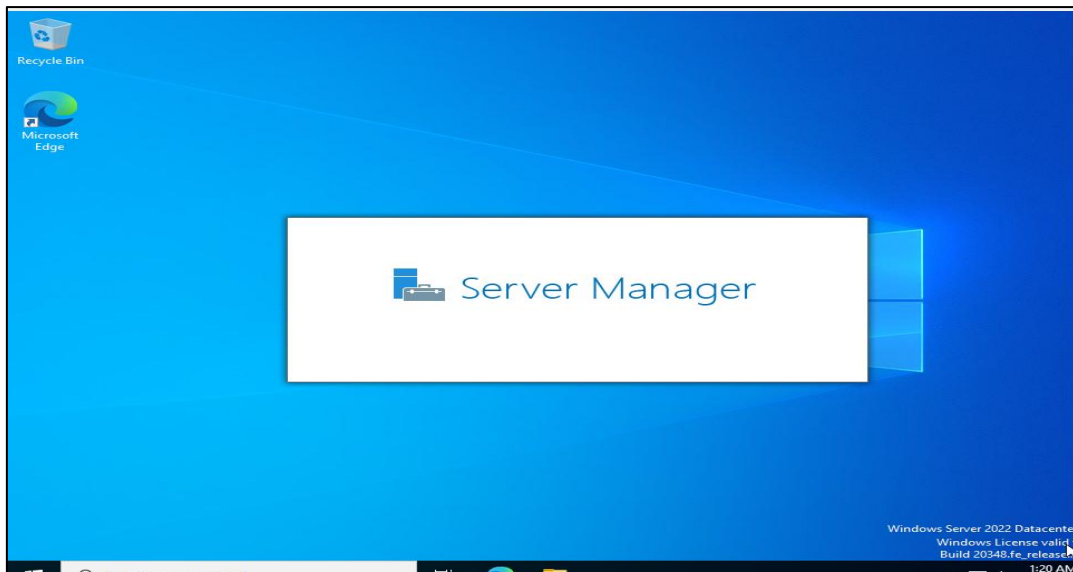 Recycle Bin
Microsoft
Edge
Server Manager
Windows Server 2022 Datacente
Windows License valid
Build 20348.fe_release.
1:20 AM